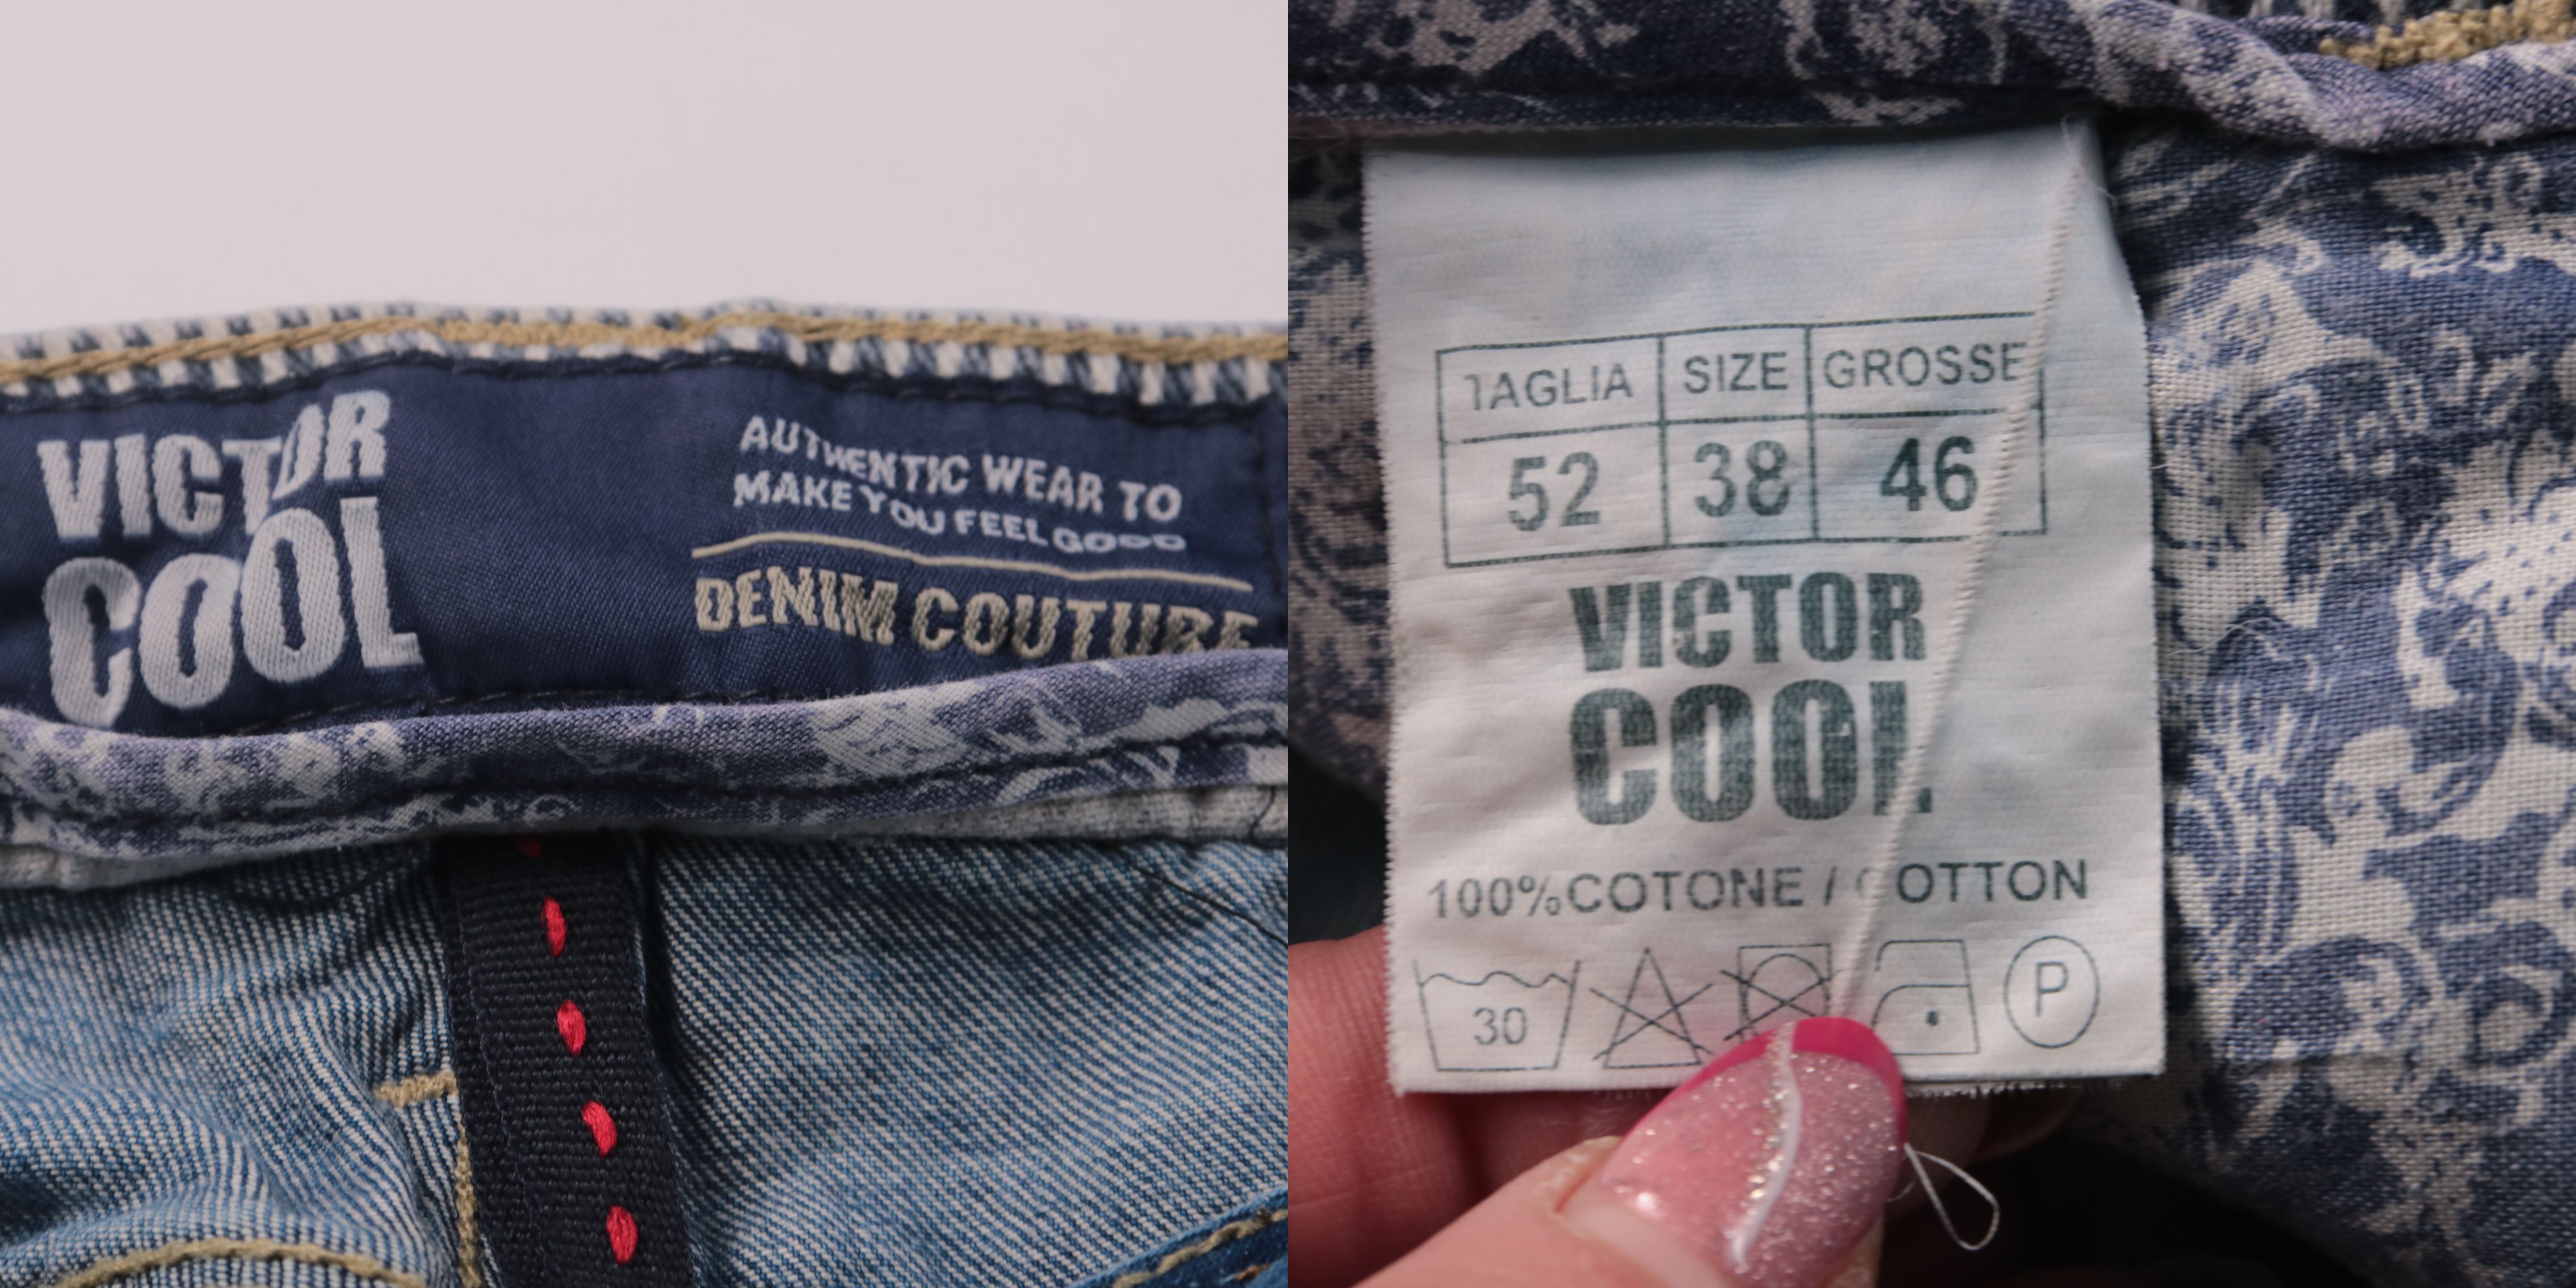 VICTOR
COOL
AUTHENTIC WEAR TO
MAKE YOU FEEL GOOD
DENIM COUTURE
TAGLIA SIZE GROSSE
52 38 46
VICTOR
COOL
100%COTONE / COTTON
30 P